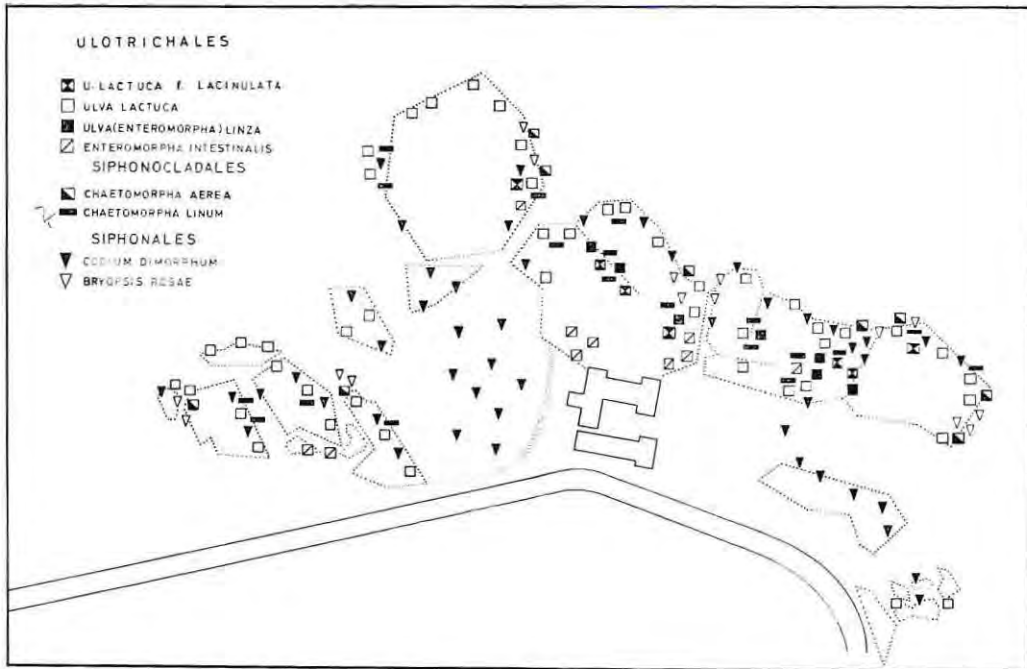 ULOTRICHALES
U. LACTUCA f. LACINULATA
ULVA LACTUCA
ULVA(ENTEROMORPHA) LINZA
ENTEROMORPHA INTESTINALIS
SIPHONOCLADALES
CHAETOMORPHA AEREA
CHAETOMORPHA LINUM
SIPHONALES
CODIUM DIMORPHUM
BRYOPSIS ROSAE